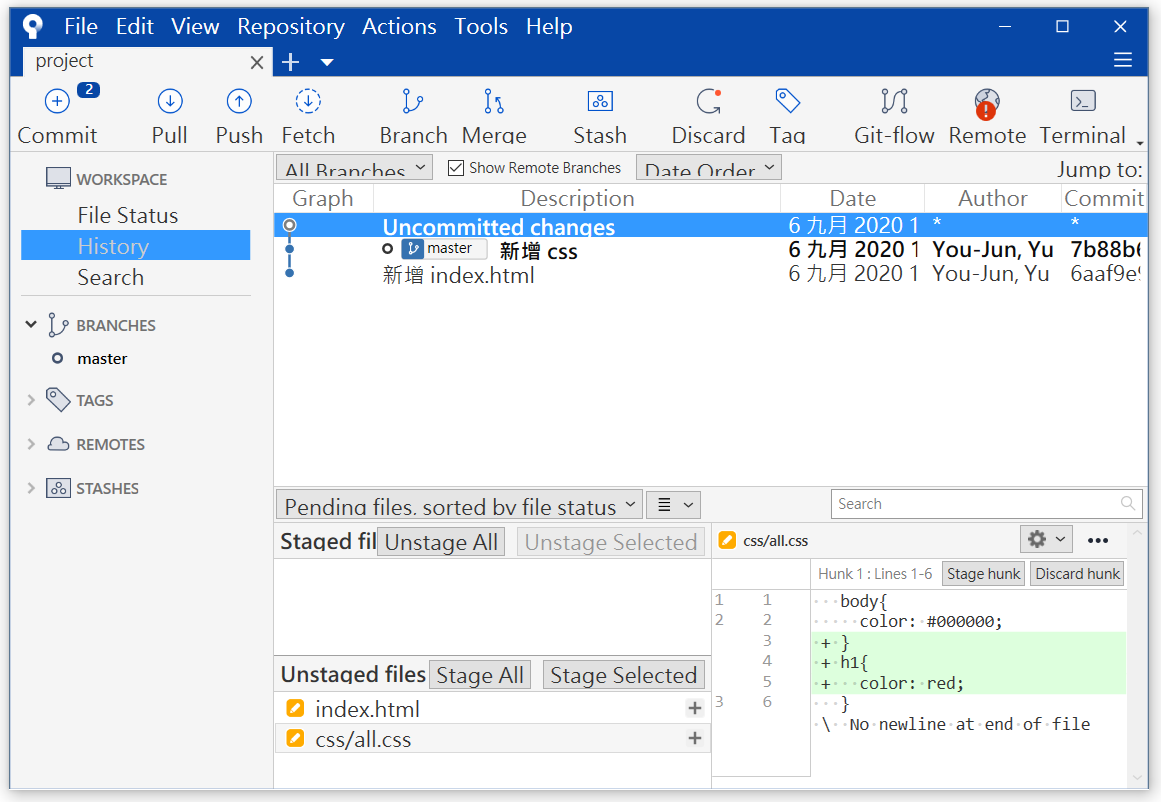 File Edit View Repository Actions Tools Help
project
2
Commit Pull Push Fetch Branch Merge Stash Discard Tag Git-flow Remote Terminal
WORKSPACE
File Status
History
Search
BRANCHES
master
TAGS
REMOTES
STASHES
All Branches Show Remote Branches Date Order Jump to:
Graph Description Date Author Commit
Uncommitted changes 6 九月 2020 1 * *
master 新增 css 6 九月 2020 1 You-Jun, Yu 7b88b6
新增 index.html 6 九月 2020 1 You-Jun, Yu 6aaf9e9
Pending files, sorted by file status Search
Staged fil Unstage All Unstage Selected
Unstaged files Stage All Stage Selected
index.html
css/all.css
css/all.css
Hunk 1 : Lines 1-6 Stage hunk Discard hunk
1 1 body{
2 2 color: #000000;
3 + }
4 + h1{
5 + color: red;
3 6 }
\ No newline at end of file